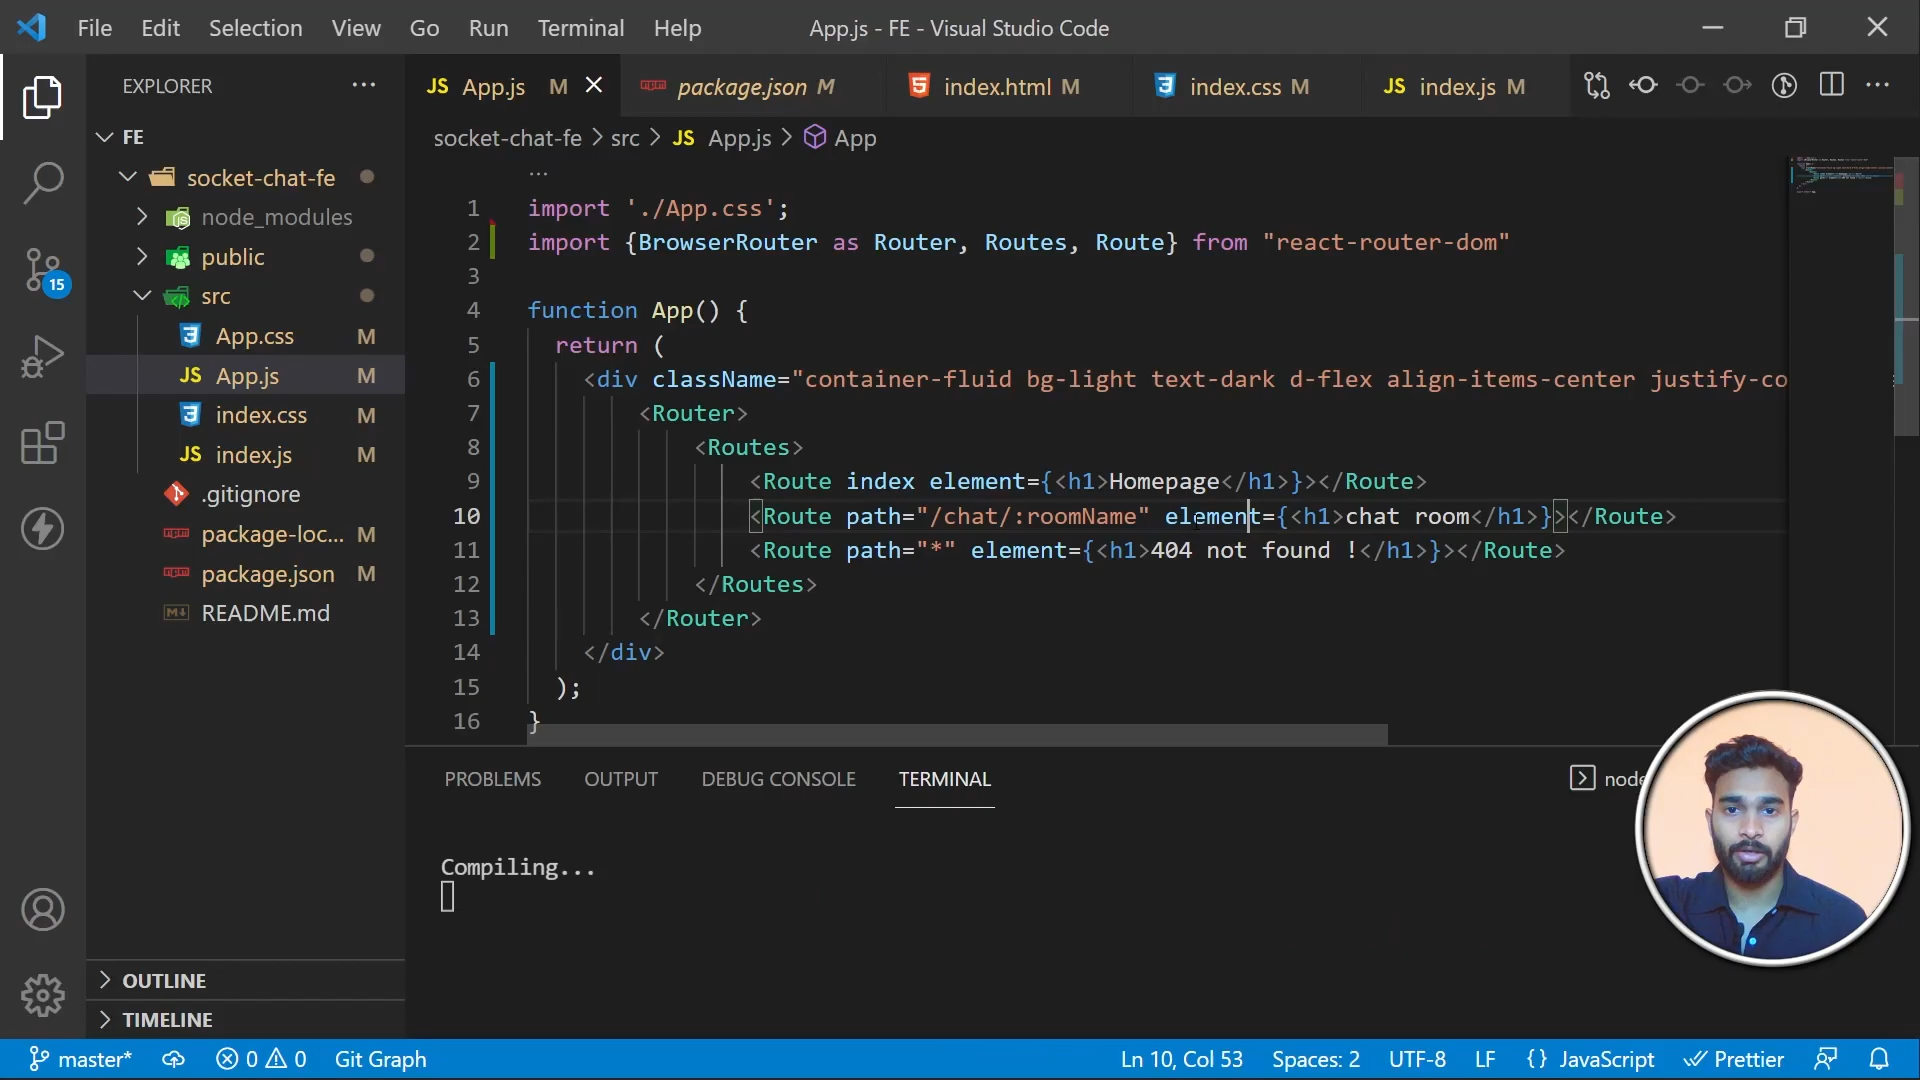 File Edit Selection View Go Run Terminal Help App.js - FE - Visual Studio Code
EXPLORER ...
JS App.js M package.json M index.html M index.css M JS index.js M ...
FE
socket-chat-fe > src > JS App.js > App
socket-chat-fe
node_modules
public
src
App.css M
JS App.js M
index.css M
JS index.js M
.gitignore
package-loc... M
package.json M
README.md
OUTLINE
TIMELINE
...
1 import './App.css';
2 import {BrowserRouter as Router, Routes, Route} from "react-router-dom"
3
4 function App() {
5 return (
6 <div className="container-fluid bg-light text-dark d-flex align-items-center justify-co
7 <Router>
8 <Routes>
9 <Route index element={<h1>Homepage</h1>}></Route>
10 <Route path="/chat/:roomName" element={<h1>chat room</h1>}></Route>
11 <Route path="*" element={<h1>404 not found !</h1>}></Route>
12 </Routes>
13 </Router>
14 </div>
15 );
16 }
PROBLEMS OUTPUT DEBUG CONSOLE TERMINAL node
Compiling...
15
master* 0 0 Git Graph Ln 10, Col 53 Spaces: 2 UTF-8 LF {} JavaScript Prettier